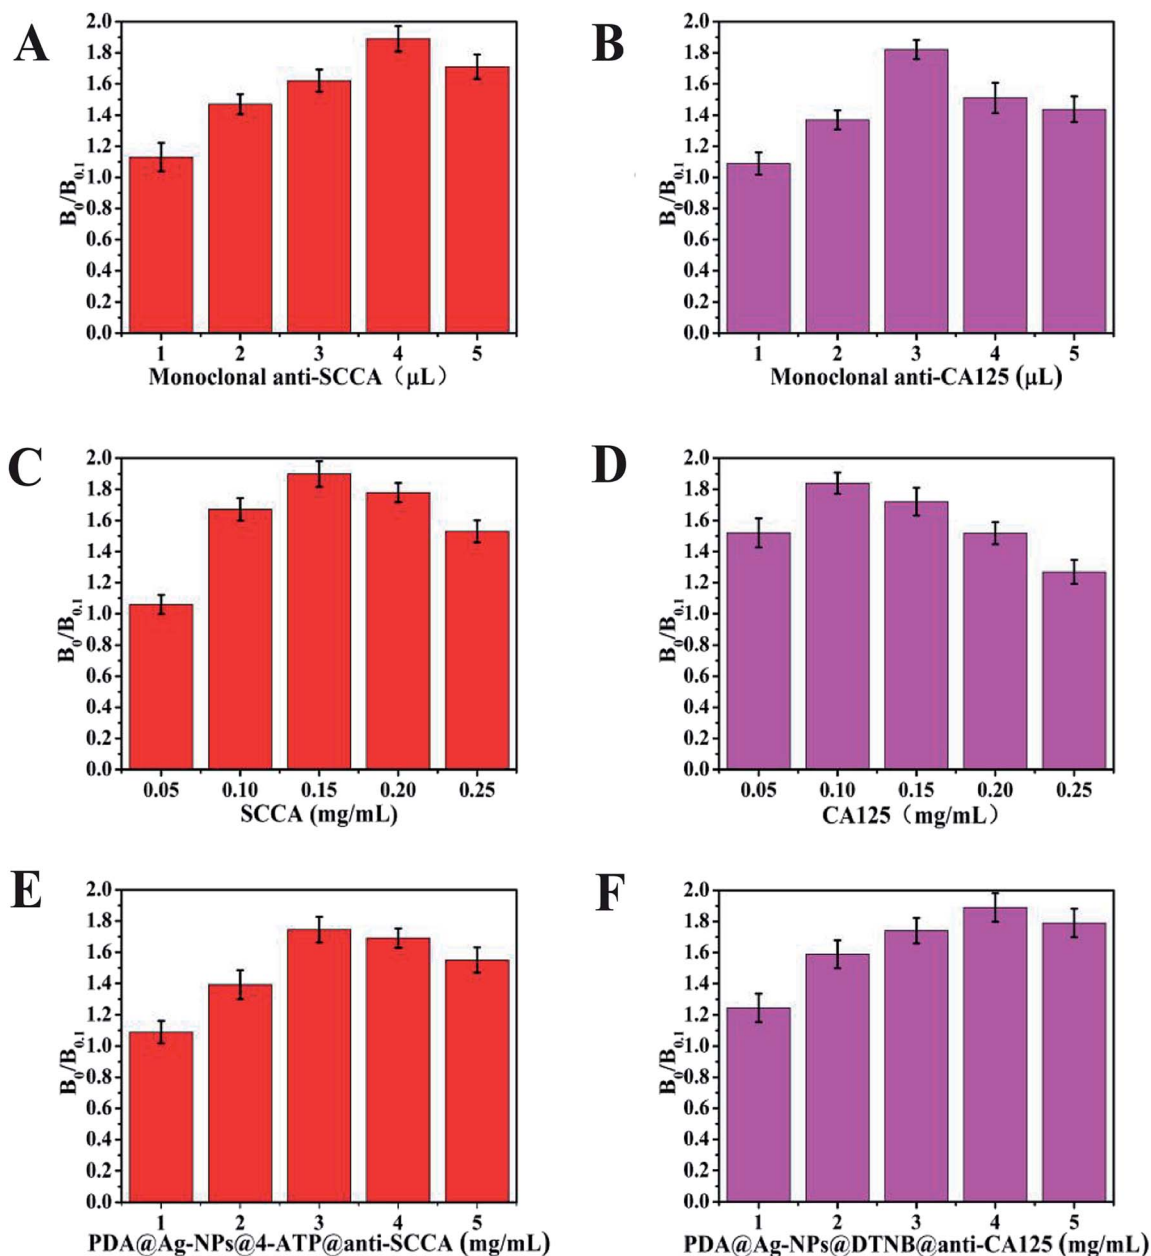 A
B₀/B₀.₁
2.0
1.8
1.6
1.4
1.2
1.0
0.8
0.6
0.4
0.2
0.0
1 2 3 4 5
Monoclonal anti-SCCA（μL）
B
B₀/B₀.₁
2.0
1.8
1.6
1.4
1.2
1.0
0.8
0.6
0.4
0.2
0.0
1 2 3 4 5
Monoclonal anti-CA125 (μL)
C
B₀/B₀.₁
2.0
1.8
1.6
1.4
1.2
1.0
0.8
0.6
0.4
0.2
0.0
0.05 0.10 0.15 0.20 0.25
SCCA (mg/mL)
D
B₀/B₀.₁
2.0
1.8
1.6
1.4
1.2
1.0
0.8
0.6
0.4
0.2
0.0
0.05 0.10 0.15 0.20 0.25
CA125（mg/mL）
E
B₀/B₀.₁
2.0
1.8
1.6
1.4
1.2
1.0
0.8
0.6
0.4
0.2
0.0
1 2 3 4 5
PDA@Ag-NPs@4-ATP@anti-SCCA (mg/mL)
F
B₀/B₀.₁
2.0
1.8
1.6
1.4
1.2
1.0
0.8
0.6
0.4
0.2
0.0
1 2 3 4 5
PDA@Ag-NPs@DTNB@anti-CA125 (mg/mL)